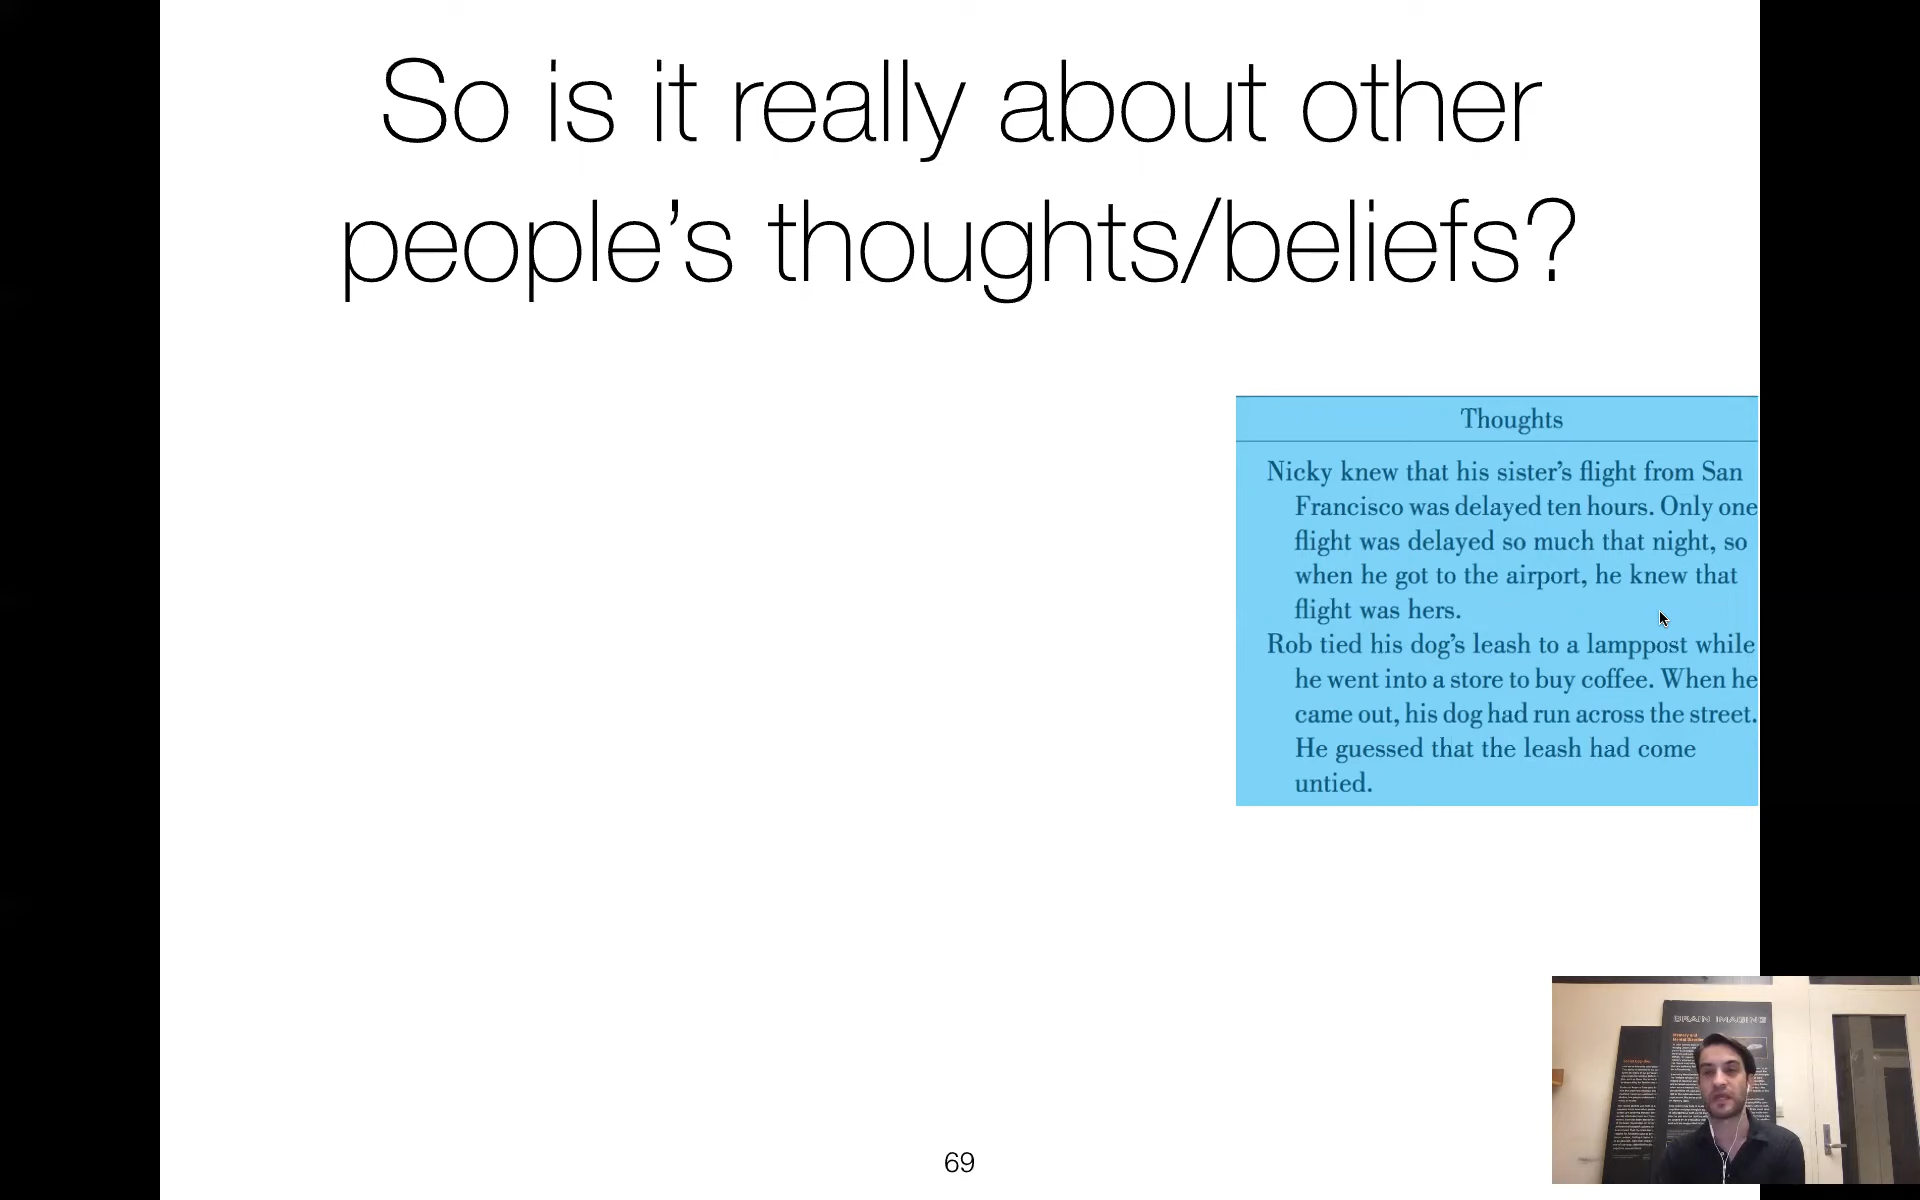 So is it really about other
people’s thoughts/beliefs?
Thoughts
Nicky knew that his sister’s flight from San
Francisco was delayed ten hours. Only one
flight was delayed so much that night, so
when he got to the airport, he knew that
flight was hers.
Rob tied his dog’s leash to a lamppost while
he went into a store to buy coffee. When he
came out, his dog had run across the street.
He guessed that the leash had come
untied.
69
BRAIN IMAGING